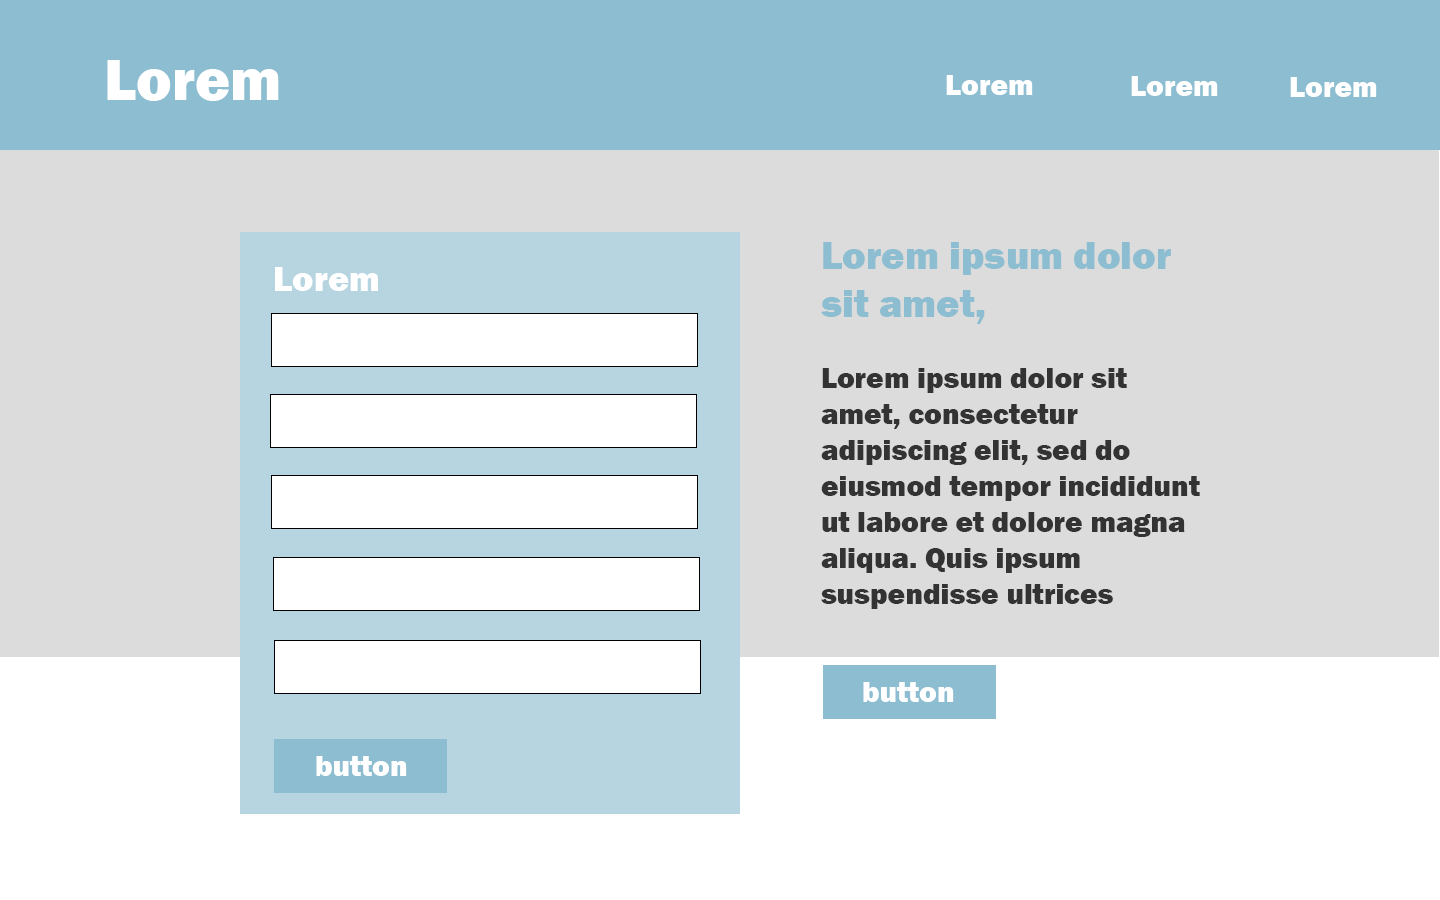 Lorem
Lorem
Lorem
Lorem
Lorem
button
Lorem ipsum dolor
sit amet,
Lorem ipsum dolor sit
amet, consectetur
adipiscing elit, sed do
eiusmod tempor incididunt
ut labore et dolore magna
aliqua. Quis ipsum
suspendisse ultrices
button